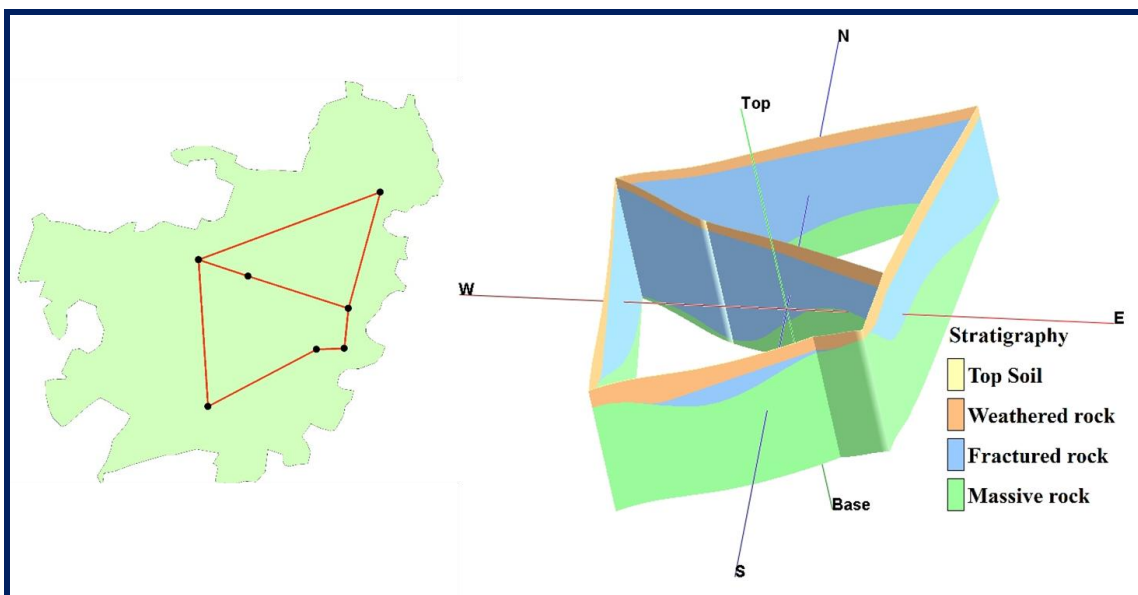 N
Top
W
E
Stratigraphy
Top Soil
Weathered rock
Fractured rock
Massive rock
Base
S